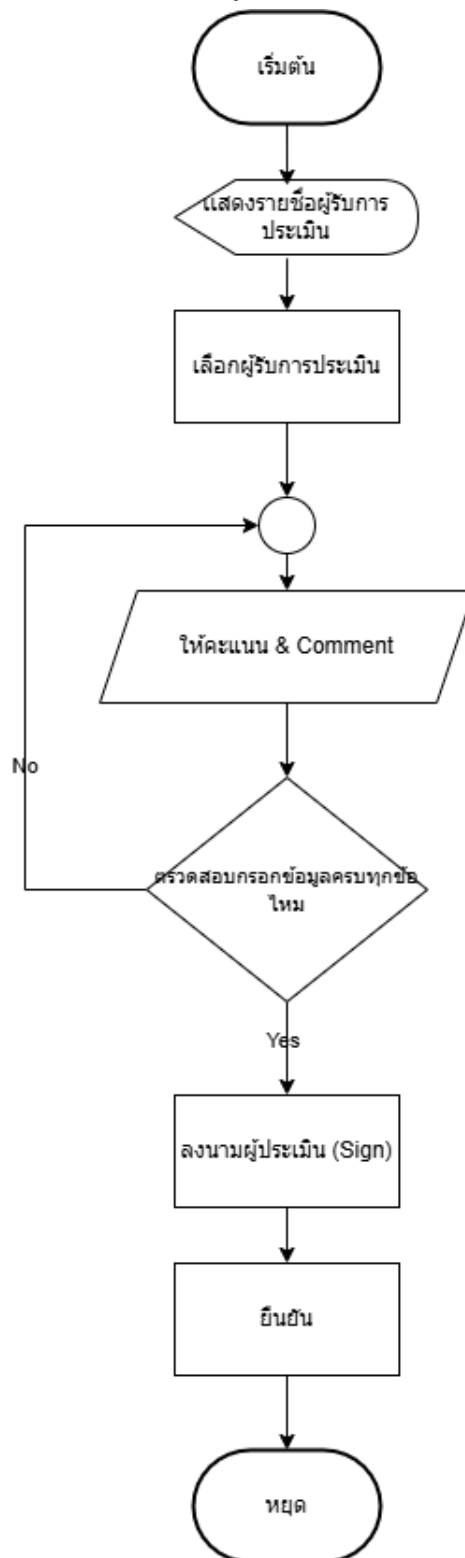 เริ่มต้น
แสดงรายชื่อผู้รับการ
ประเมิน
เลือกผู้รับการประเมิน
ให้คะแนน & Comment
No
ตรวดสอบกรอกข้อมูลครบทุกข้อ
ไหม
Yes
ลงนามผู้ประเมิน (Sign)
ยืนยัน
หยุด